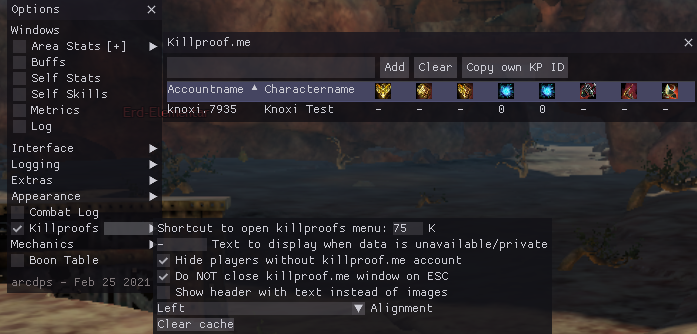 Options
Windows
Area Stats [+]
Buffs
Self Stats
Self Skills
Metrics
Log
Interface
Logging
Extras
Appearance
Combat Log
Killproofs
Mechanics
Boon Table
arcdps - Feb 25 2021
Killproof.me
Add Clear Copy own KP ID
Accountname Charactername
knoxi.7935 Knoxi Test - - - 0 0 - - -
Shortcut to open killproofs menu: 75 K
- Text to display when data is unavailable/private
Hide players without killproof.me account
Do NOT close killproof.me window on ESC
Show header with text instead of images
Left Alignment
Clear cache